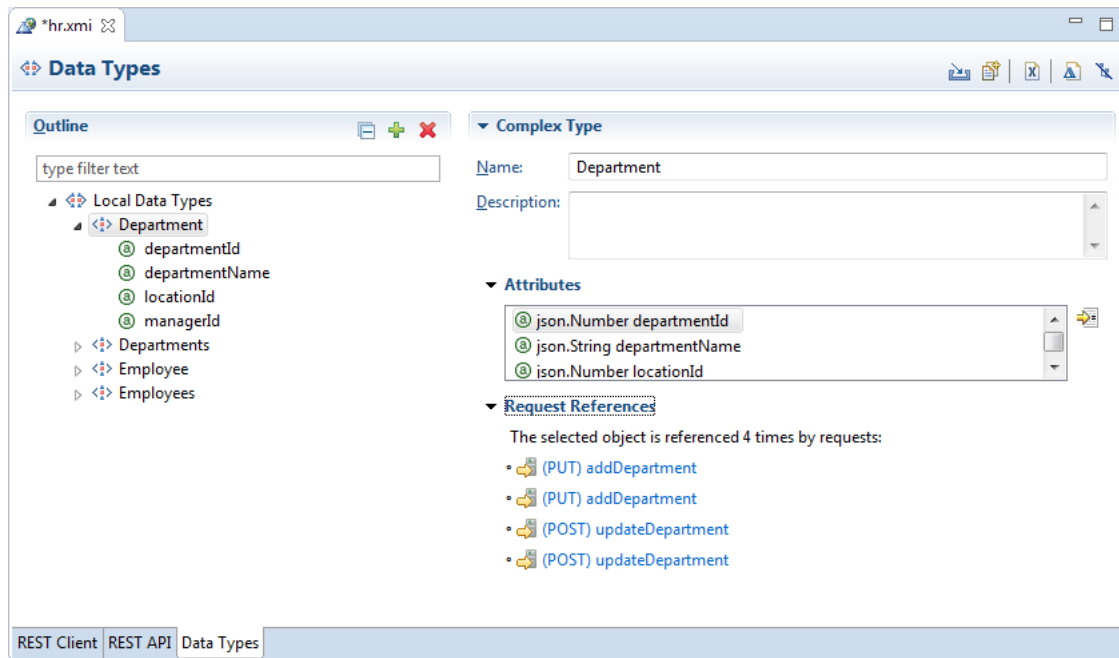 *hr.xmi
Data Types
Outline
type filter text
Local Data Types
Department
departmentId
departmentName
locationId
managerId
Departments
Employee
Employees
Complex Type
Name: Department
Description:
Attributes
json.Number departmentId
json.String departmentName
json.Number locationId
Request References
The selected object is referenced 4 times by requests:
(PUT) addDepartment
(PUT) addDepartment
(POST) updateDepartment
(POST) updateDepartment
REST Client REST API Data Types